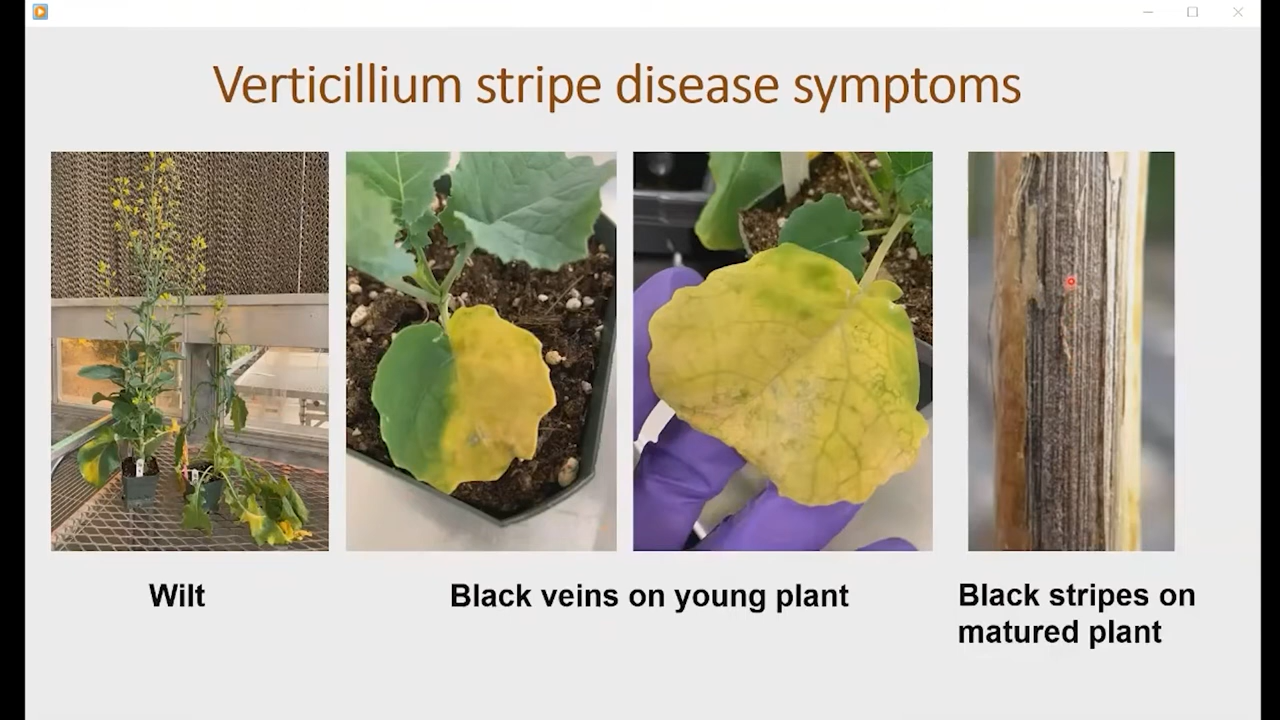 Verticillium stripe disease symptoms
Wilt
Black veins on young plant
Black stripes on
matured plant